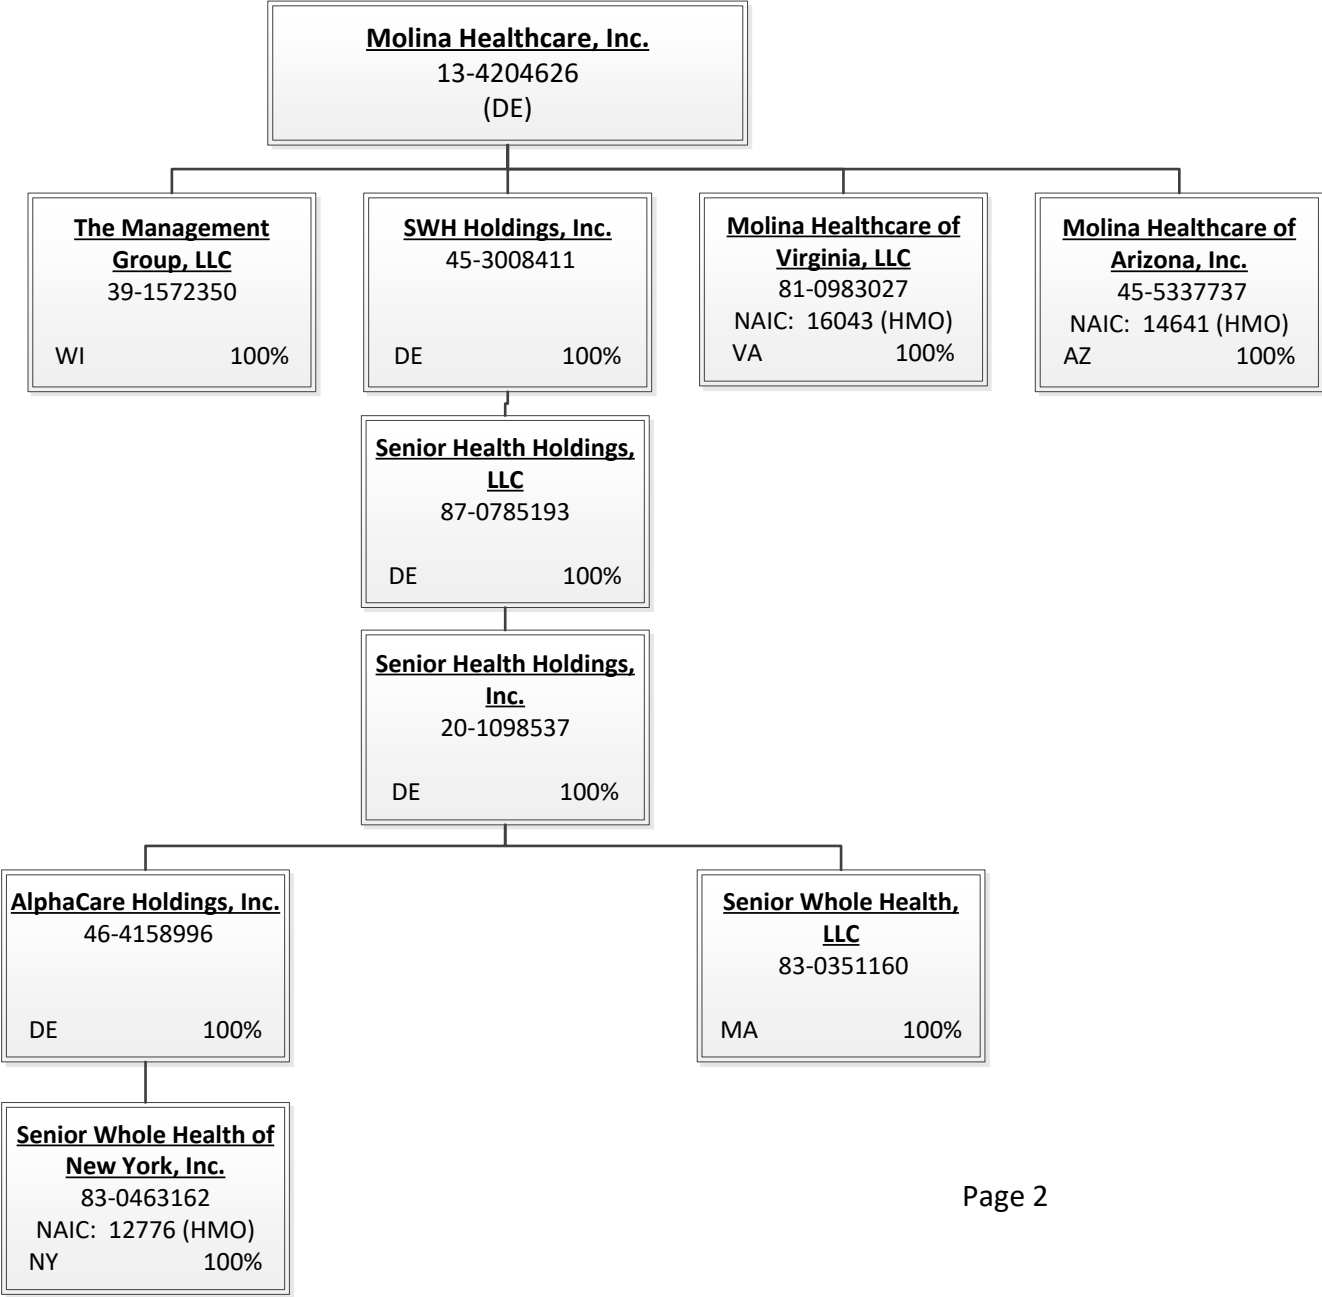 Molina Healthcare, Inc.
13-4204626
(DE)
The Management
Group, LLC
39-1572350
WI 100%
SWH Holdings, Inc.
45-3008411
DE 100%
Molina Healthcare of
Virginia, LLC
81-0983027
NAIC: 16043 (HMO)
VA 100%
Molina Healthcare of
Arizona, Inc.
45-5337737
NAIC: 14641 (HMO)
AZ 100%
Senior Health Holdings,
LLC
87-0785193
DE 100%
Senior Health Holdings,
Inc.
20-1098537
DE 100%
AlphaCare Holdings, Inc.
46-4158996
DE 100%
Senior Whole Health,
LLC
83-0351160
MA 100%
Senior Whole Health of
New York, Inc.
83-0463162
NAIC: 12776 (HMO)
NY 100%
Page 2